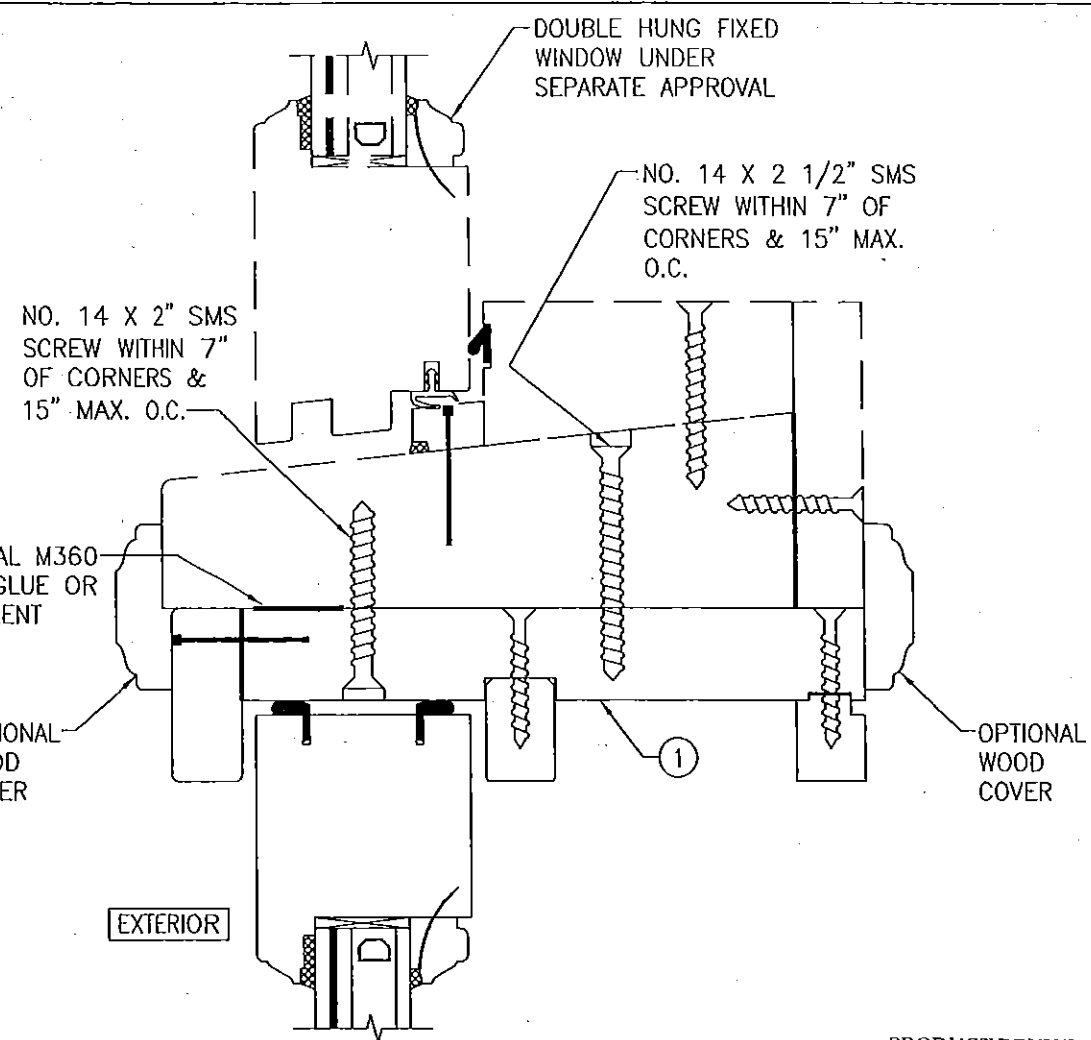 DOUBLE HUNG FIXED
WINDOW UNDER
SEPARATE APPROVAL
NO. 14 X 2 1/2" SMS
SCREW WITHIN 7" OF
CORNERS & 15" MAX.
O.C.
NO. 14 X 2" SMS
SCREW WITHIN 7"
OF CORNERS &
15" MAX. O.C.
AL M360
GLUE OR
ENT
IONAL
OD
ER
1
OPTIONAL
WOOD
COVER
EXTERIOR